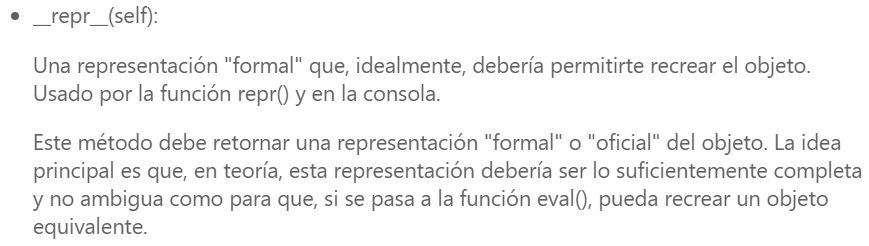 • __repr__(self):
Una representación "formal" que, idealmente, debería permitirte recrear el objeto.
Usado por la función repr() y en la consola.
Este método debe retornar una representación "formal" o "oficial" del objeto. La idea
principal es que, en teoría, esta representación debería ser lo suficientemente completa
y no ambigua como para que, si se pasa a la función eval(), pueda recrear un objeto
equivalente.